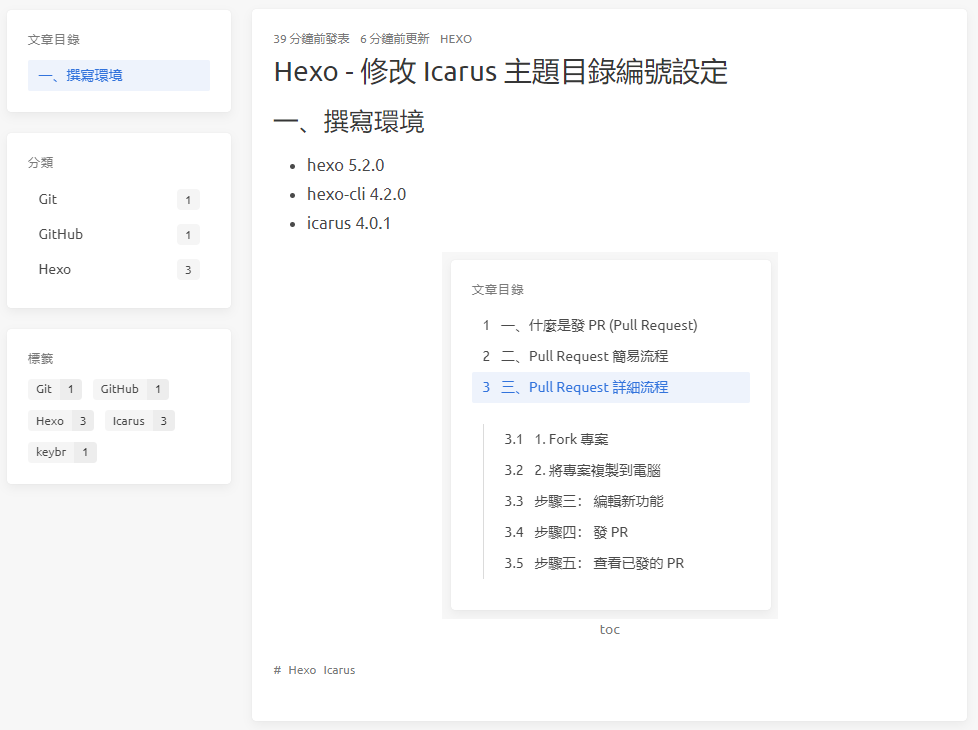 文章目錄
一、撰寫環境
分類
Git 1
GitHub 1
Hexo 3
標籤
Git 1 GitHub 1
Hexo 3 Icarus 3
keybr 1
39 分鐘前發表 6 分鐘前更新 HEXO
Hexo - 修改 Icarus 主題目錄編號設定
一、撰寫環境
• hexo 5.2.0
• hexo-cli 4.2.0
• icarus 4.0.1
文章目錄
1 一、什麼是發 PR (Pull Request)
2 二、Pull Request 簡易流程
3 三、Pull Request 詳細流程
3.1 1. Fork 專案
3.2 2. 將專案複製到電腦
3.3 步驟三： 編輯新功能
3.4 步驟四： 發 PR
3.5 步驟五： 查看已發的 PR
toc
# Hexo Icarus